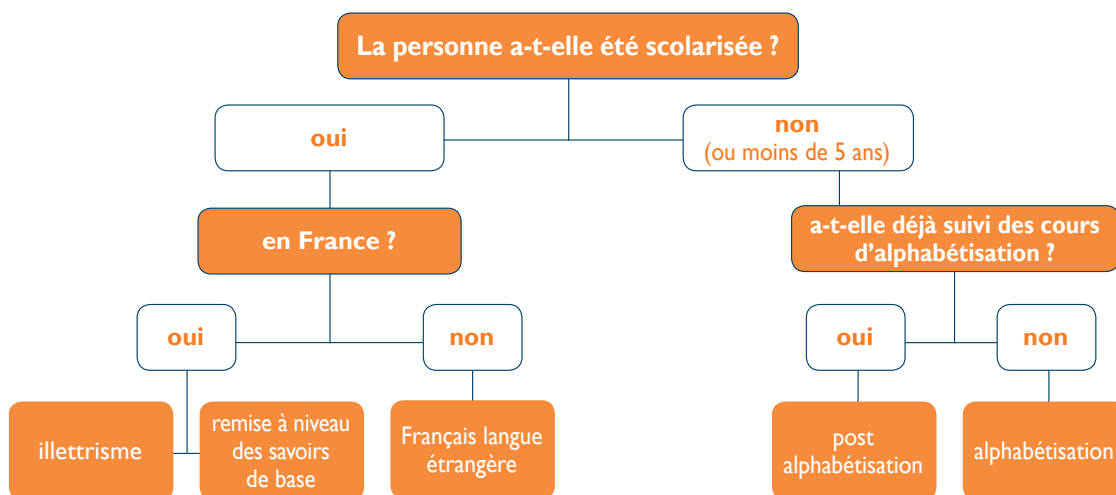 La personne a-t-elle été scolarisée ?
oui
non
(ou moins de 5 ans)
en France ?
a-t-elle déjà suivi des cours
d'alphabétisation ?
oui
non
oui
non
illettrisme
remise à niveau
des savoirs
de base
Français langue
étrangère
post
alphabétisation
alphabétisation